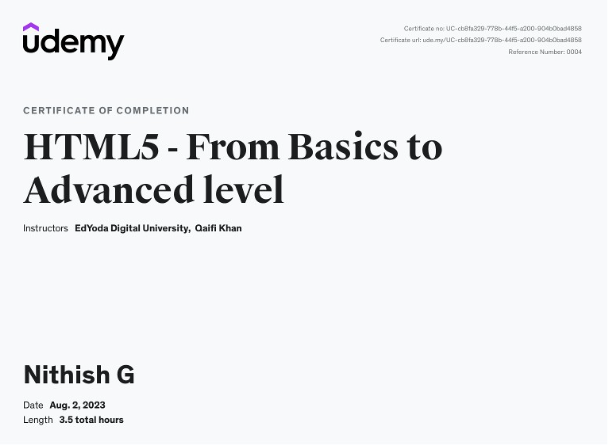 udemy
Certificate no: UC-cb8fa329-778b-44f5-a200-904b0bad4858
Certificate url: ude.my/UC-cb8fa329-778b-44f5-a200-904b0bad4858
Reference Number: 0004
CERTIFICATE OF COMPLETION
HTML5 - From Basics to
Advanced level
Instructors EdYoda Digital University, Qaifi Khan
Nithish G
Date Aug. 2, 2023
Length 3.5 total hours